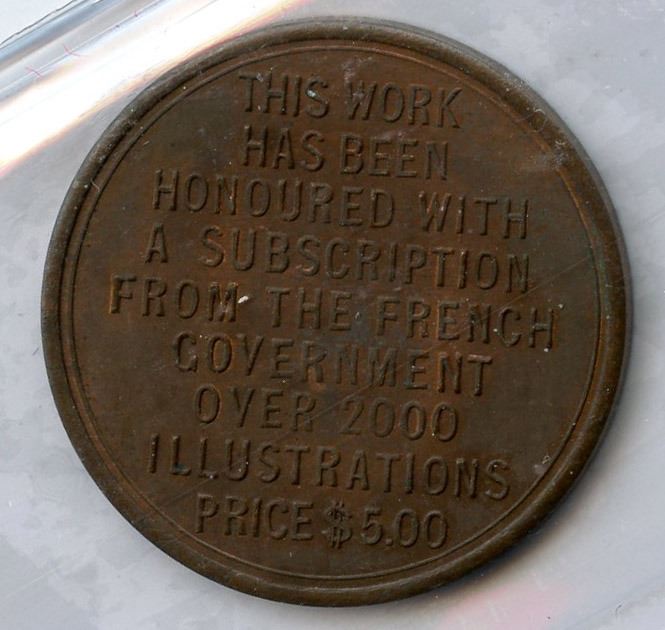 THIS WORK
HAS BEEN
HONOURED WITH
A SUBSCRIPTION
FROM THE FRENCH
GOVERNMENT
OVER 2000
ILLUSTRATIONS
PRICE $5.00